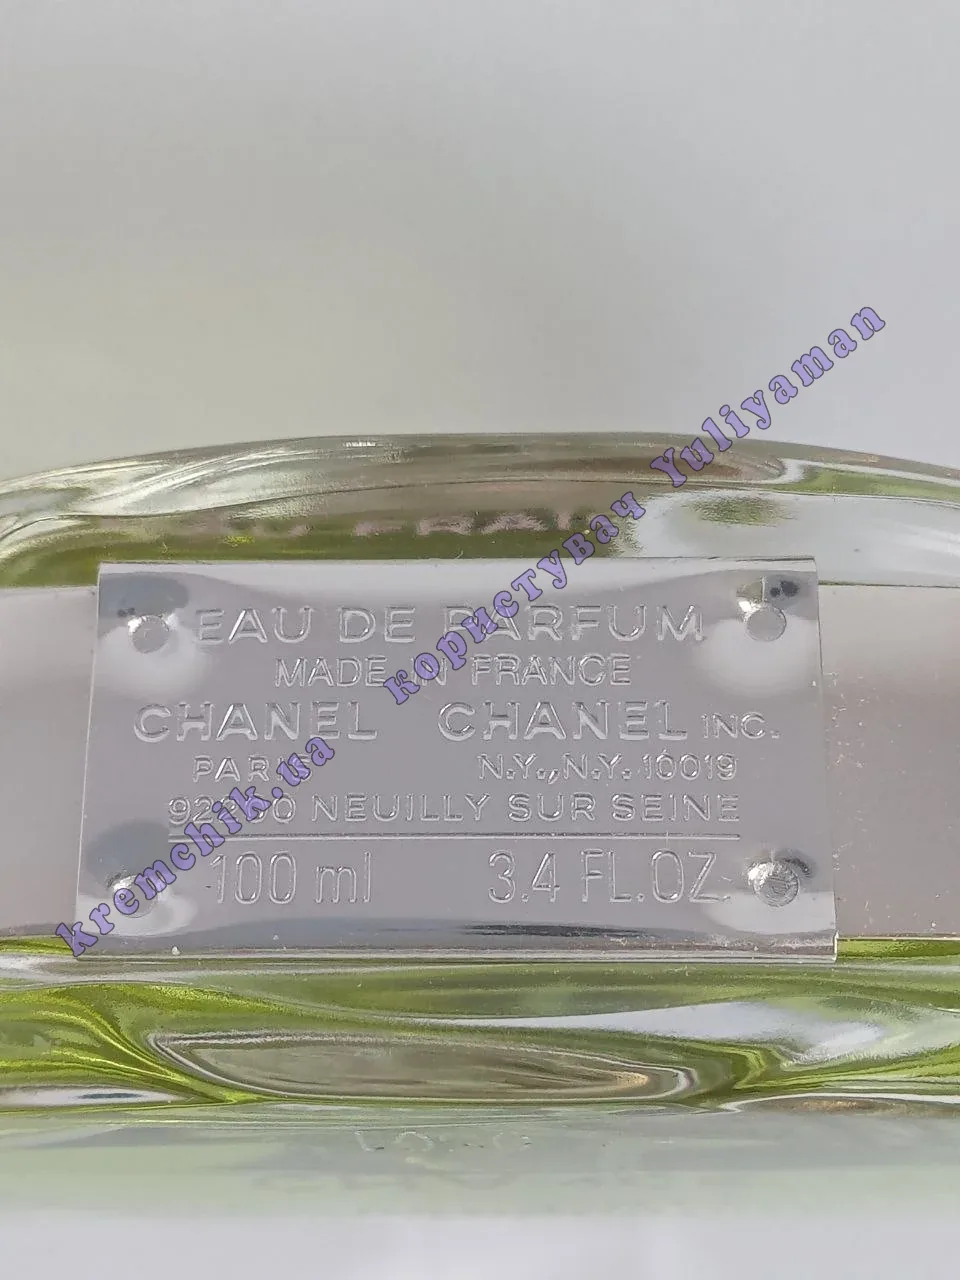 EAU DE PARFUM
MADE IN FRANCE
CHANEL CHANEL INC.
PARIS N.Y., N.Y. 10019
92200 NEUILLY SUR SEINE
100 ml 3.4 FL.OZ.
kremchik.ua користувач Yuliyaman